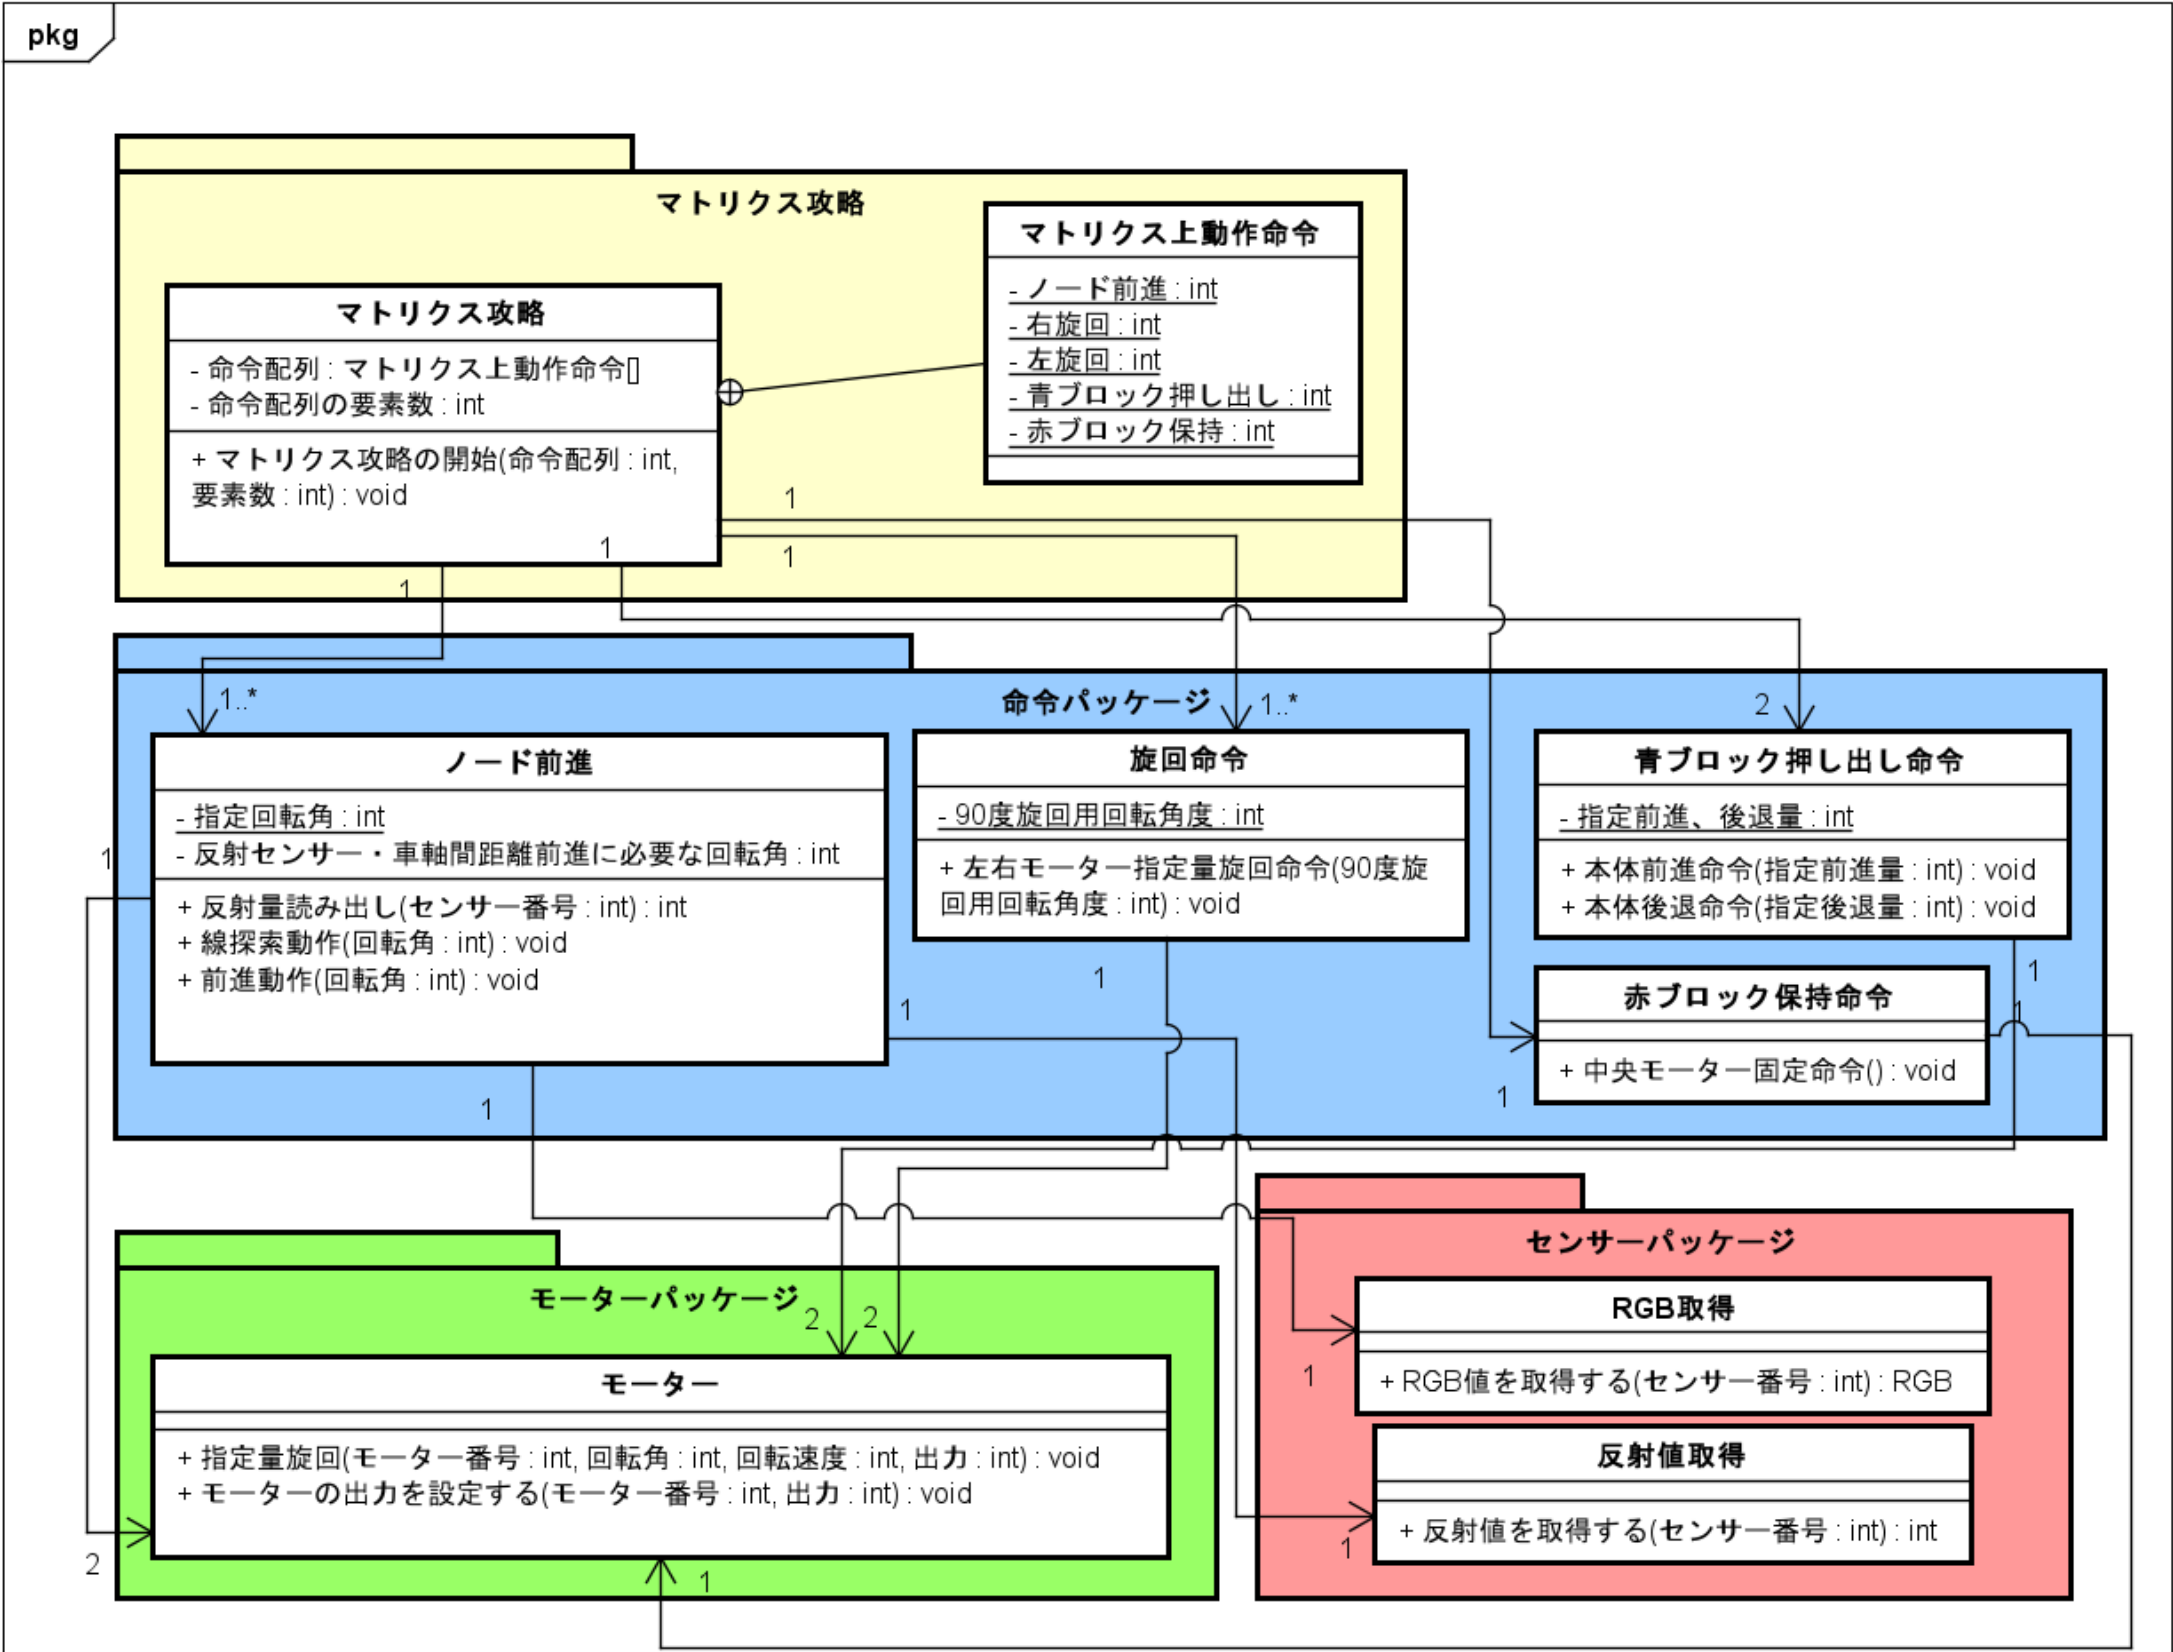 pkg
マトリクス攻略
マトリクス上動作命令
- ノード前進 : int
- 右旋回 : int
- 左旋回 : int
- 青ブロック押し出し : int
- 赤ブロック保持 : int
マトリクス攻略
- 命令配列 : マトリクス上動作命令[]
- 命令配列の要素数 : int
+ マトリクス攻略の開始(命令配列 : int,
要素数 : int) : void
1
1
1
1
命令パッケージ
1..*
1..*
2
ノード前進
- 指定回転角 : int
- 反射センサー・車軸間距離前進に必要な回転角 : int
+ 反射量読み出し(センサー番号 : int) : int
+ 線探索動作(回転角 : int) : void
+ 前進動作(回転角 : int) : void
旋回命令
- 90度旋回用回転角度 : int
+ 左右モーター指定量旋回命令(90度旋
回用回転角度 : int) : void
青ブロック押し出し命令
- 指定前進、後退量 : int
+ 本体前進命令(指定前進量 : int) : void
+ 本体後退命令(指定後退量 : int) : void
赤ブロック保持命令
+ 中央モーター固定命令() : void
1
1
1
1
1
1
1
モーターパッケージ
2
2
モーター
+ 指定量旋回(モーター番号 : int, 回転角 : int, 回転速度 : int, 出力 : int) : void
+ モーターの出力を設定する(モーター番号 : int, 出力 : int) : void
2
1
センサーパッケージ
RGB取得
+ RGB値を取得する(センサー番号 : int) : RGB
1
反射値取得
+ 反射値を取得する(センサー番号 : int) : int
1